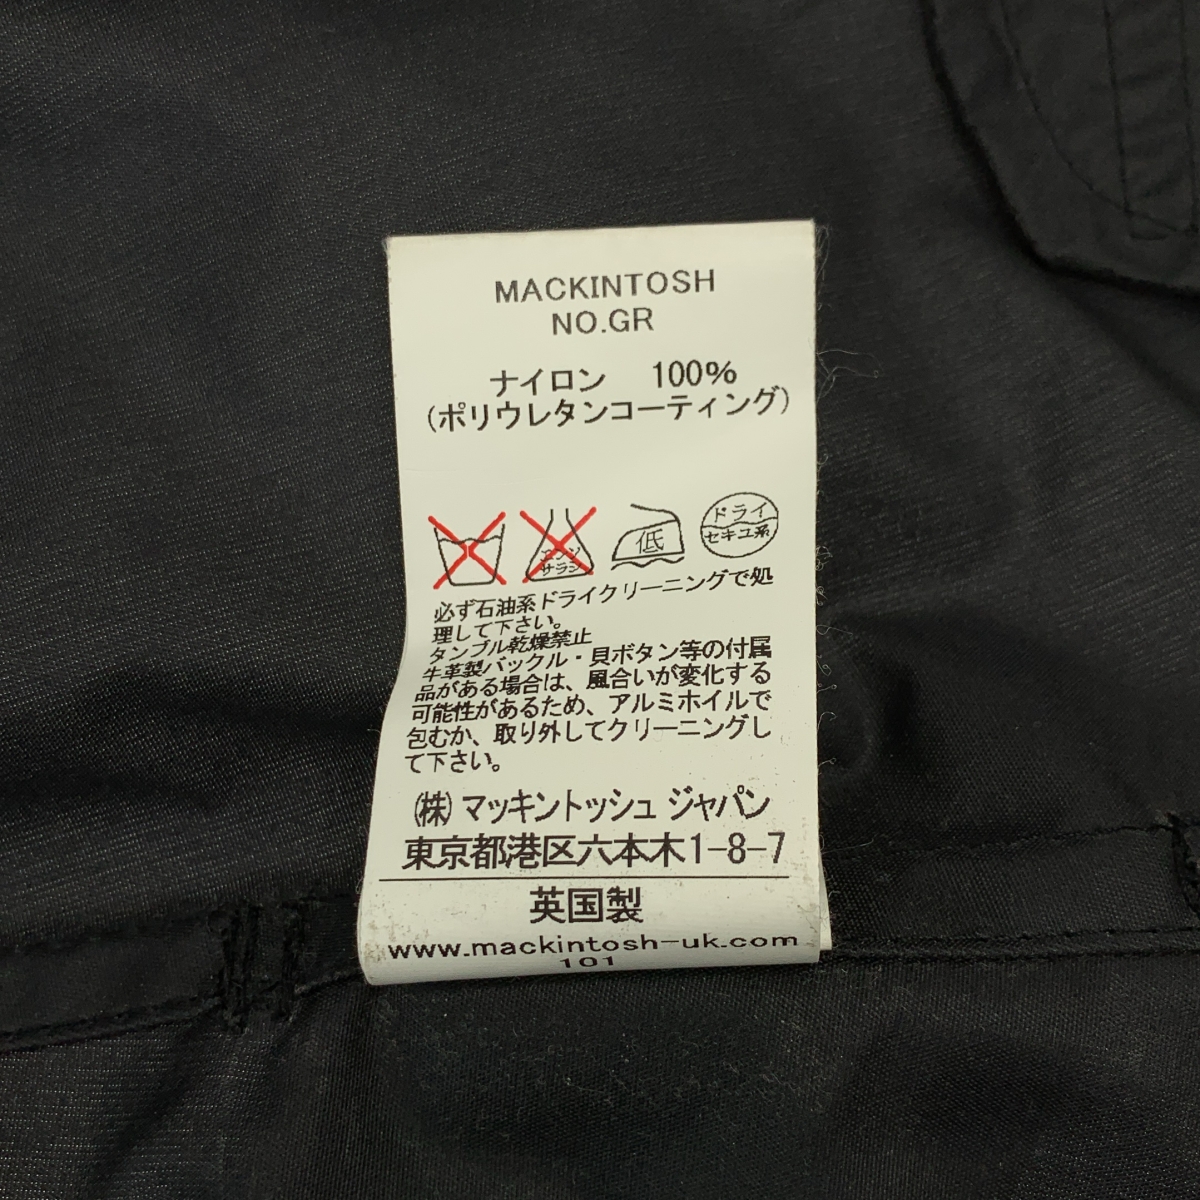 MACKINTOSH
NO.GR
ナイロン 100%
(ポリウレタンコーティング)
エンソ
サラシ
低
ドライ
セキユ系
必ず石油系ドライクリーニングで処
理して下さい。
タンブル乾燥禁止
牛革製バックル・貝ボタン等の付属
品がある場合は、風合いが変化する
可能性があるため、アルミホイルで
包むか、取り外してクリーニングし
て下さい。
(株)マッキントッシュ ジャパン
東京都港区六本木1-8-7
英国製
www.mackintosh-uk.com
101